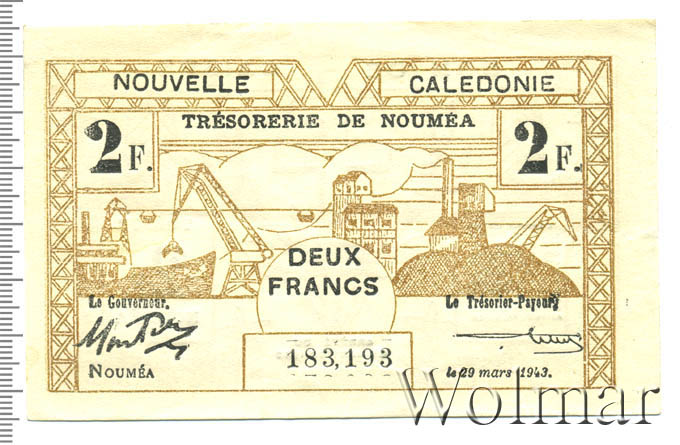 NOUVELLE CALEDONIE
TRÉSORERIE DE NOUMÉA
2 F. 2 F.
DEUX
FRANCS
Le Gouverneur. Le Trésorier-Payeur
183,193
NOUMÉA le 29 mars 1943.
Wolmar